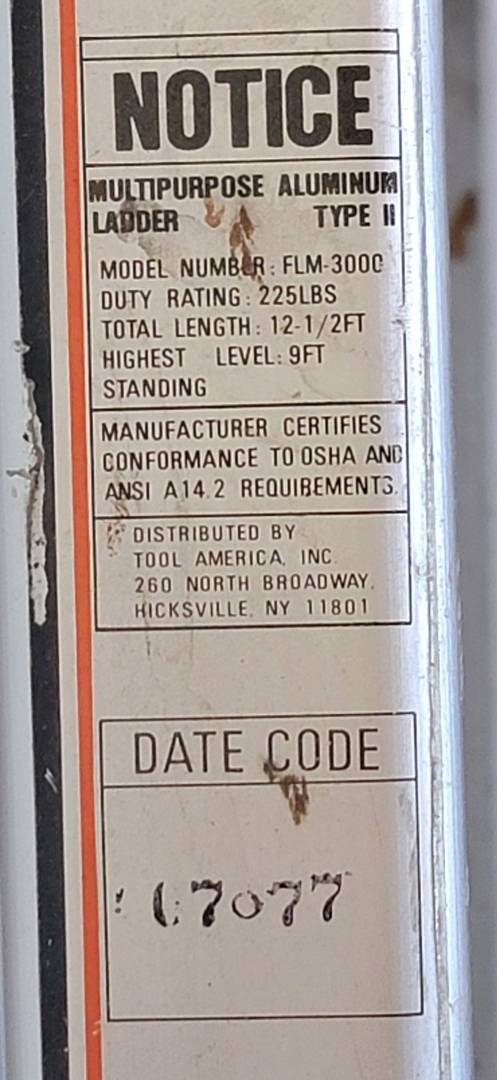 NOTICE
MULTIPURPOSE ALUMINUM
LADDER TYPE II
MODEL NUMBER: FLM-3000
DUTY RATING: 225LBS
TOTAL LENGTH: 12-1/2FT
HIGHEST LEVEL: 9FT
STANDING
MANUFACTURER CERTIFIES
CONFORMANCE TO OSHA AND
ANSI A14.2 REQUIREMENTS.
DISTRIBUTED BY
TOOL AMERICA, INC.
260 NORTH BROADWAY,
HICKSVILLE, NY 11801
DATE CODE